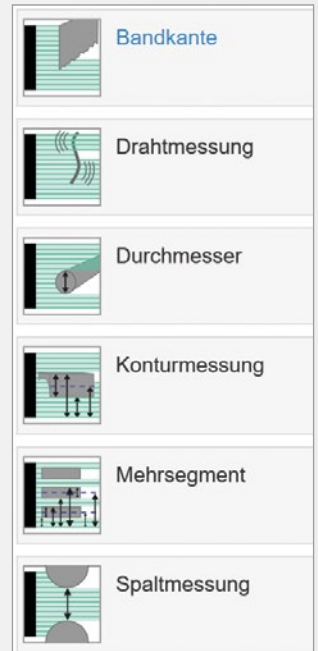 Bandkante
Drahtmessung
Durchmesser
Konturmessung
Mehrsegment
Spaltmessung